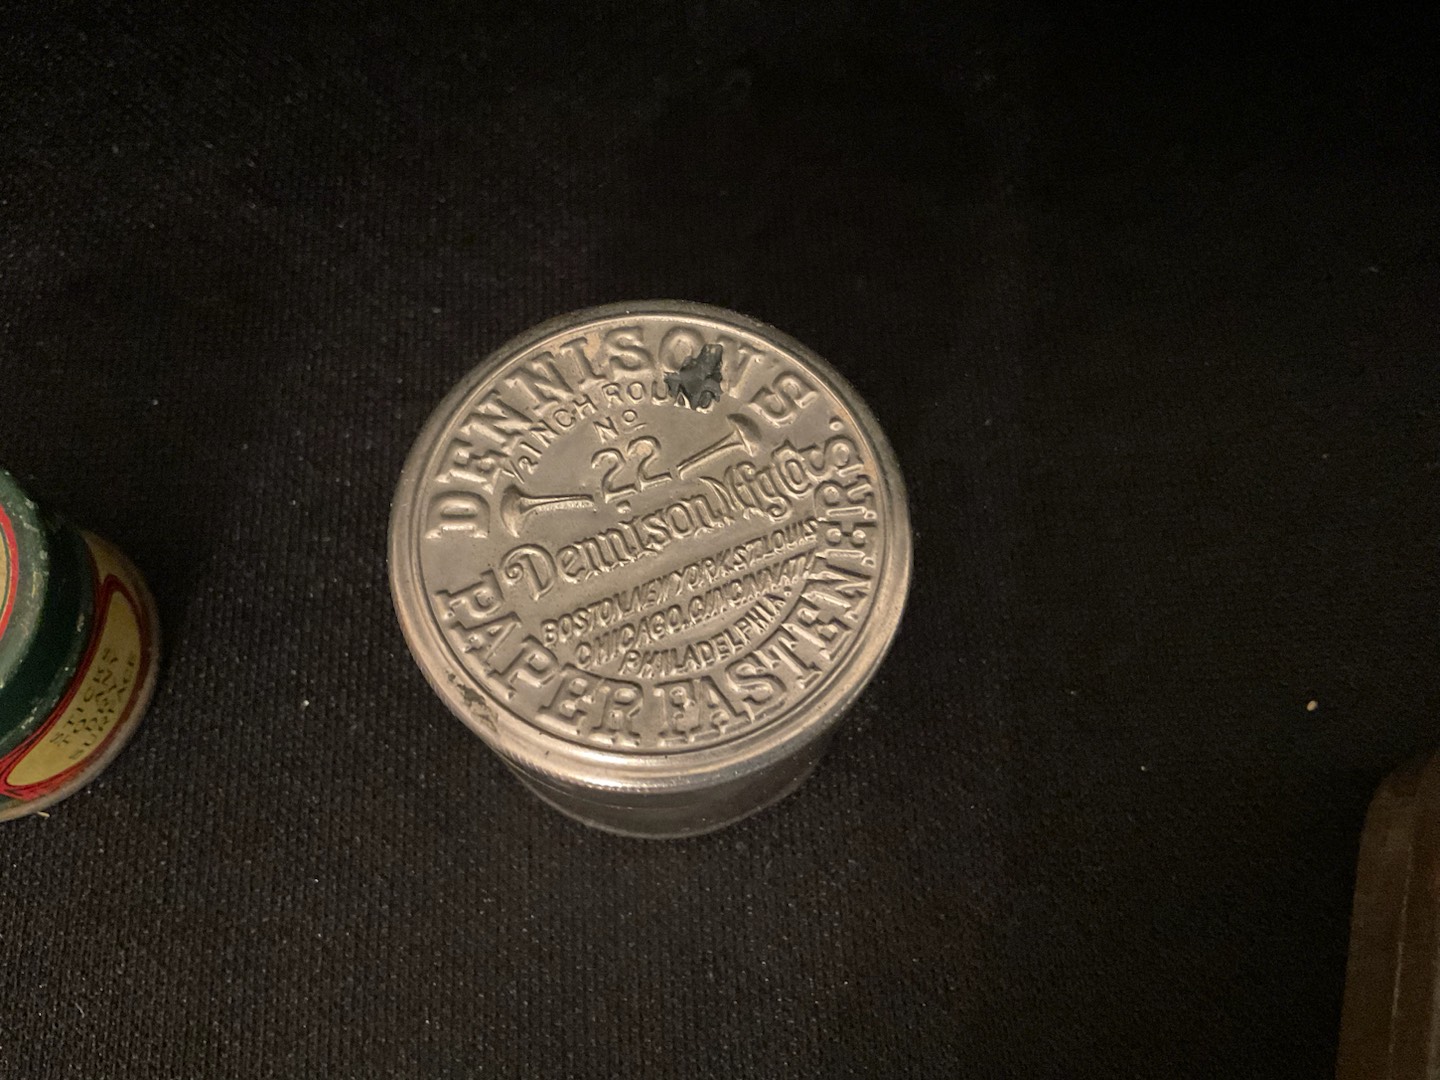 DENNISON'S
1/2 INCH ROUND
No
22
Dennison Mfg Co
BOSTON, NEW YORK, ST. LOUIS
CHICAGO, CINCINNATI,
PHILADELPHIA.
PAPER FASTENERS.